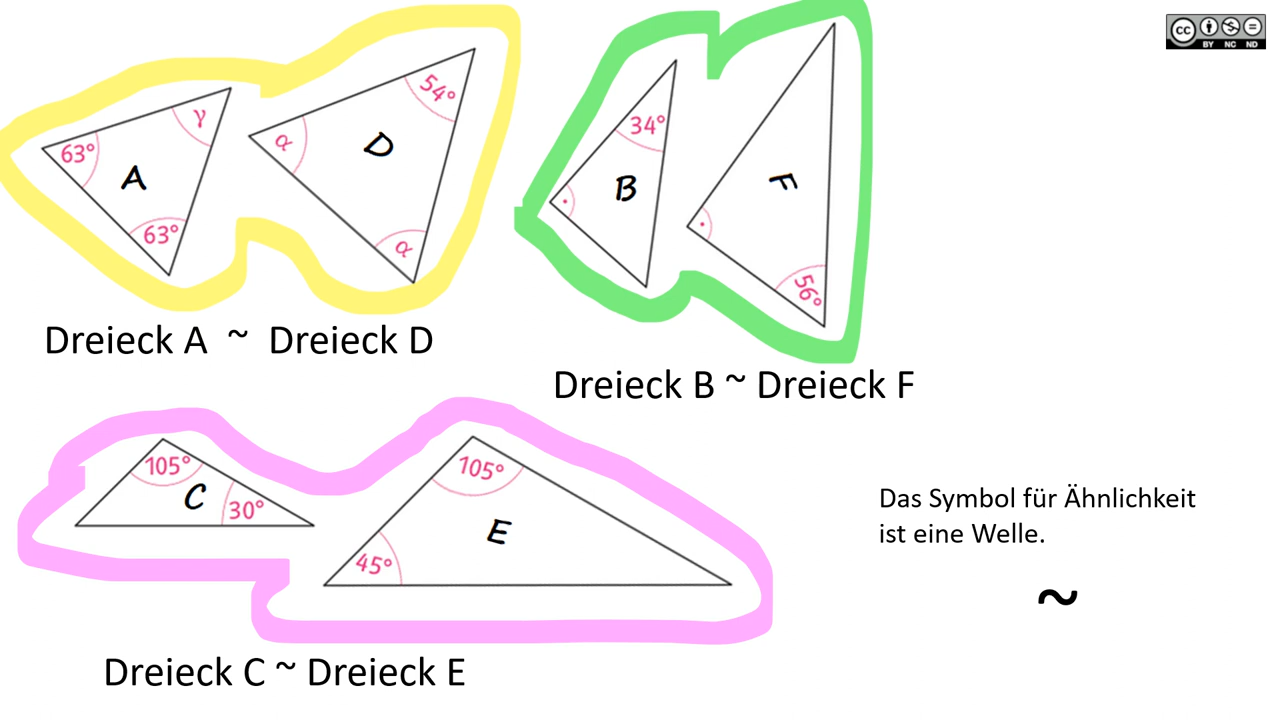 cc
BY NC ND
63°
γ
A
63°
α
54°
D
α
34°
B
F
56°
Dreieck A ~ Dreieck D
Dreieck B ~ Dreieck F
105°
C
30°
105°
E
45°
Das Symbol für Ähnlichkeit
ist eine Welle.
~
Dreieck C ~ Dreieck E